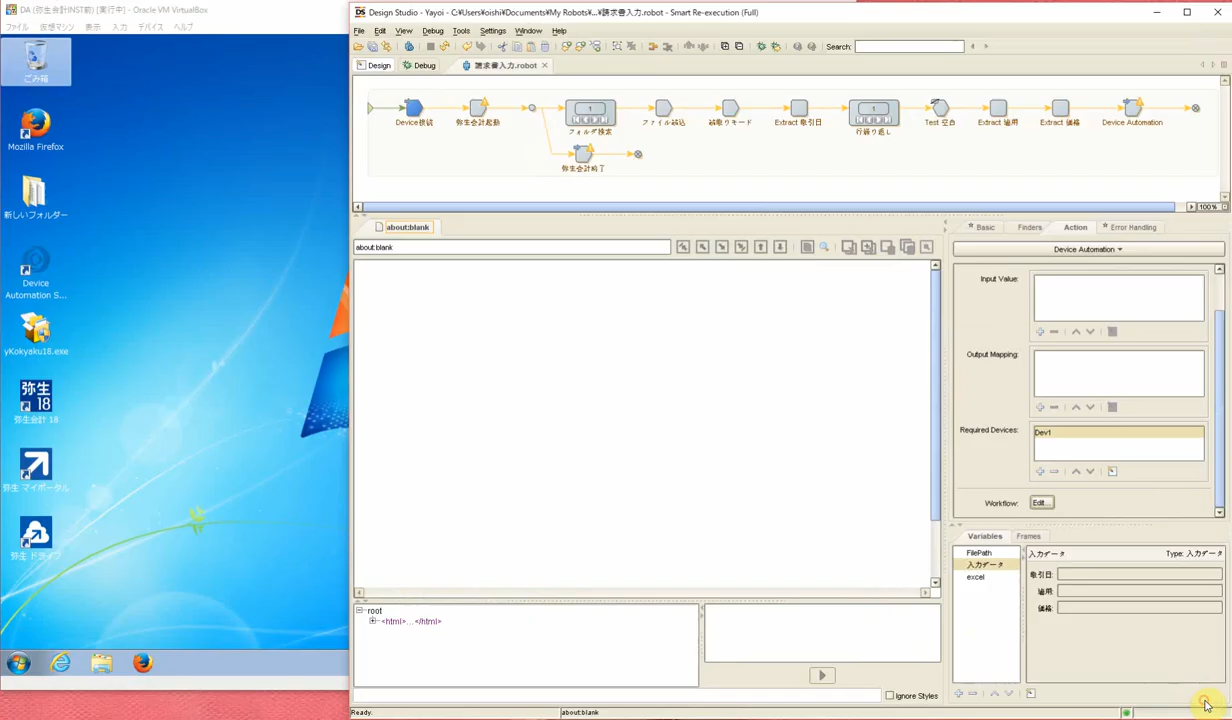 DA (弥生会計INST前) [実行中] - Oracle VM VirtualBox
ファイル 仮想マシン 表示 入力 デバイス ヘルプ
ごみ箱
Mozilla Firefox
新しいフォルダー
Device
Automation S...
yKokyaku18.exe
弥生
18
弥生会計 18
弥生 マイポータル
弥生 ドライブ
DS Design Studio - Yayoi - C:¥Users¥oishi¥Documents¥My Robots¥...¥請求書入力.robot - Smart Re-execution (Full)
File Edit View Debug Tools Settings Window Help
Search:
Design Debug 請求書入力.robot
1 1
Device接続 弥生会計起動 フォルダ検索 ファイル読込 Extract 取引日 行繰り返し Test 空白 Extract 適用 Extract 価格 Device Automation
弥生会計終了
100%
about:blank
about:blank
Basic Finders Action Error Handling
Device Automation
Input Value:
Output Mapping:
Required Devices: Dev1
Workflow: Edit...
Variables Frames
FilePath
入力データ
excel
入力データ Type: 入力データ
取引日:
適用:
価格:
root
<html>... </html>
Ignore Styles
Ready. about:blank